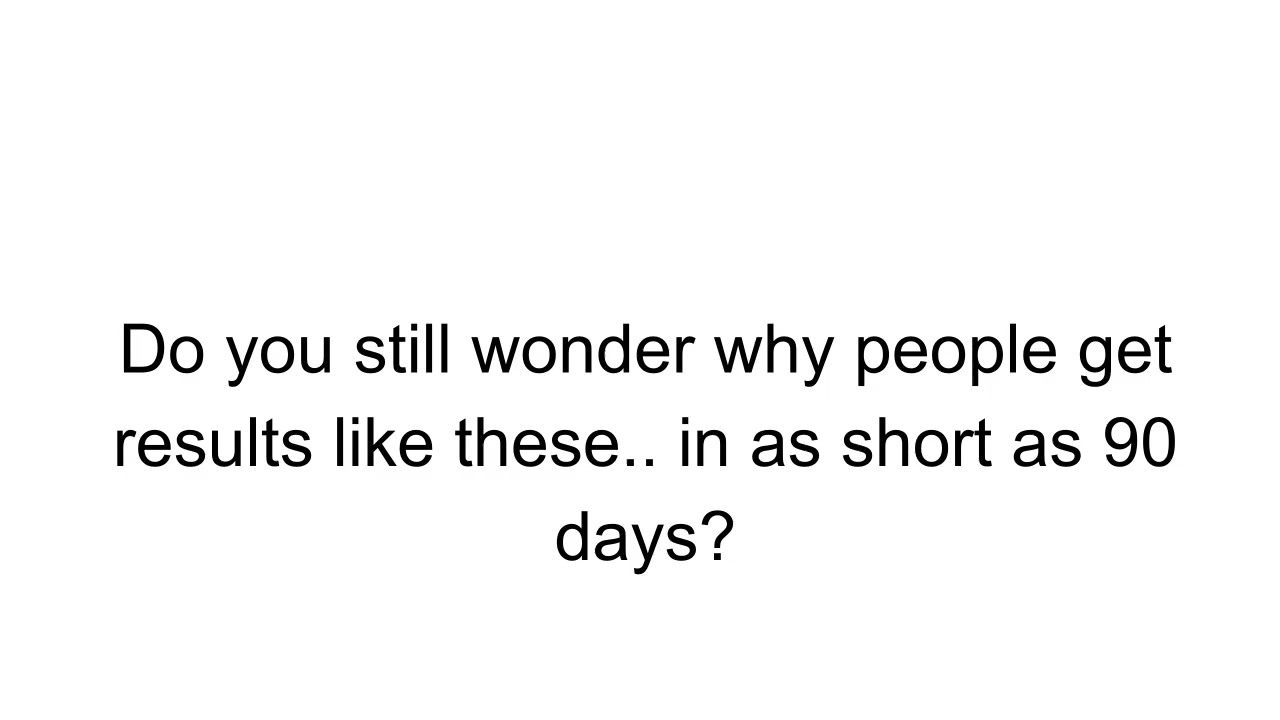 Do you still wonder why people get
results like these.. in as short as 90
days?